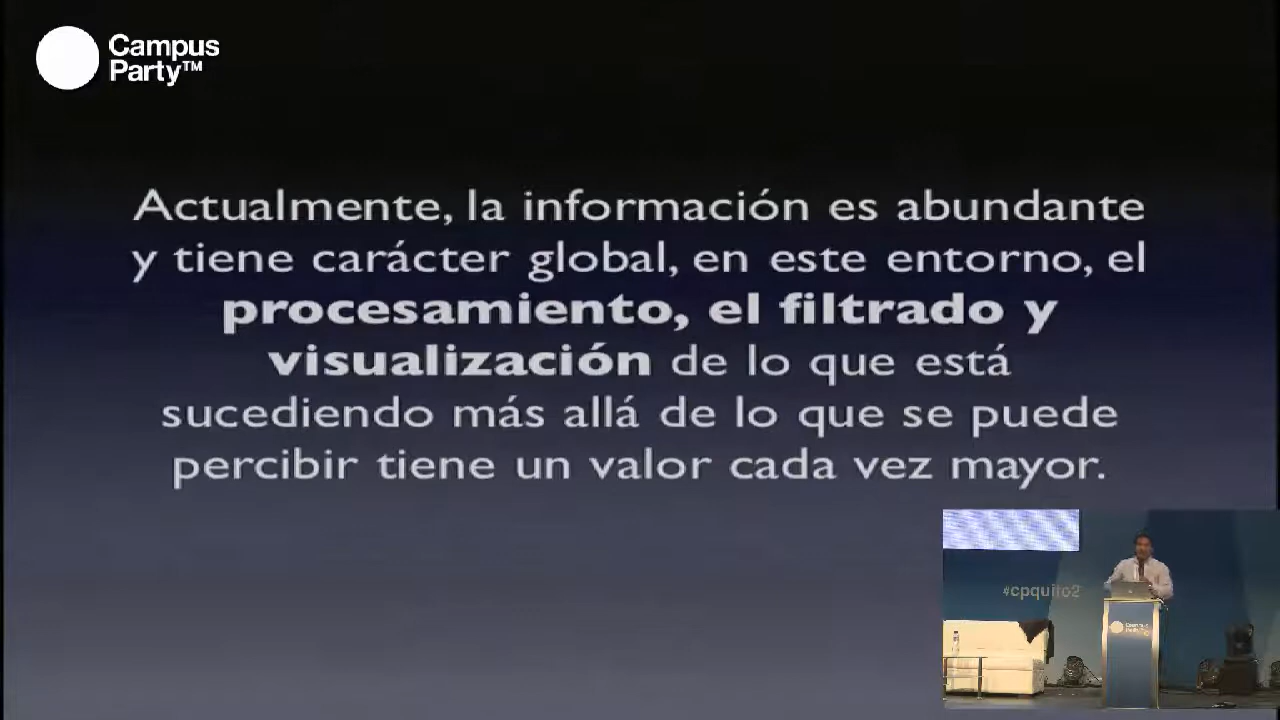 Campus
Party™
Actualmente, la información es abundante
y tiene carácter global, en este entorno, el
procesamiento, el filtrado y
visualización de lo que está
sucediendo más allá de lo que se puede
percibir tiene un valor cada vez mayor.
#cpquito2
Campus
Party